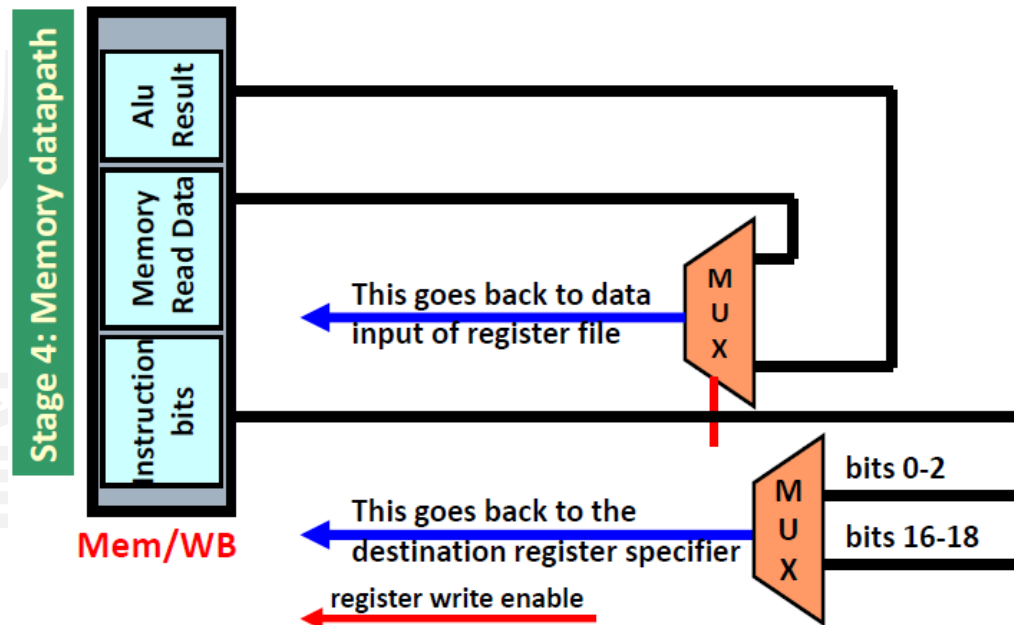 Stage 4: Memory datapath
Alu
Result
Memory
Read Data
Instruction
bits
Mem/WB
This goes back to data
input of register file
M
U
X
This goes back to the
destination register specifier
register write enable
M
U
X
bits 0-2
bits 16-18